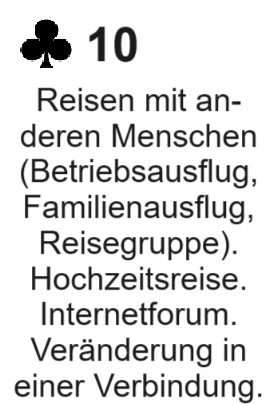 ♣ 10
Reisen mit an-
deren Menschen
(Betriebsausflug,
Familienausflug,
Reisegruppe).
Hochzeitsreise.
Internetforum.
Veränderung in
einer Verbindung.